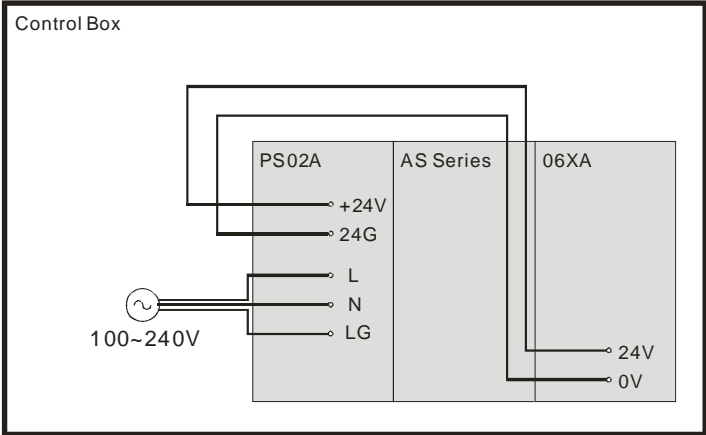 Control Box
PS02A
AS Series
06XA
+24V
24G
L
N
LG
100~240V
24V
0V